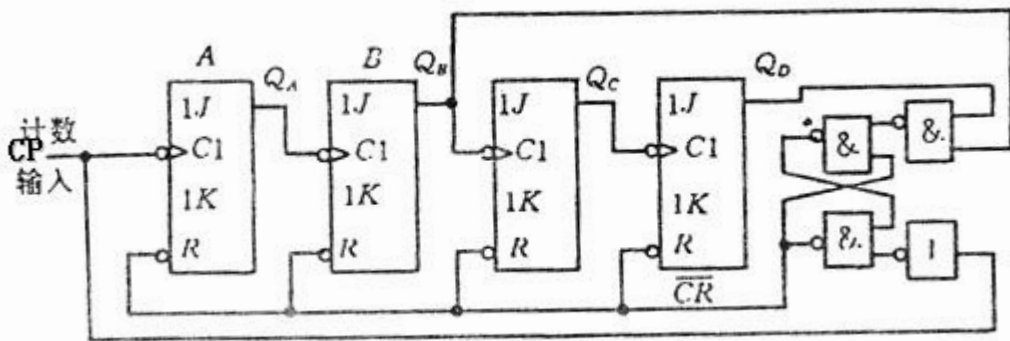 A
B
Q_A
Q_B
Q_C
Q_D
1J
1J
1J
1J
计数
CP
输入
C1
C1
C1
C1
&
&
1K
1K
1K
1K
R
R
R
R
&
1
\overline{CR}